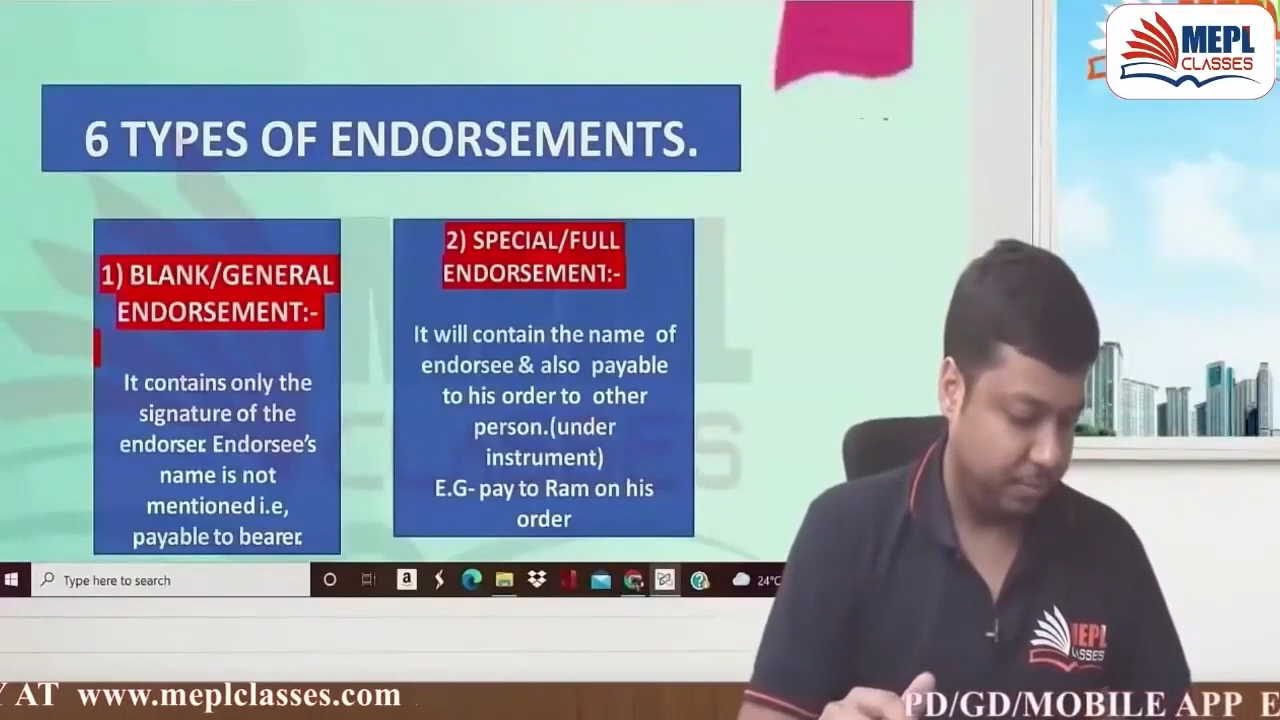 MEPL
CLASSES
6 TYPES OF ENDORSEMENTS.
1) BLANK/GENERAL
ENDORSEMENT:-
It contains only the
signature of the
endorser. Endorsee's
name is not
mentioned i.e,
payable to bearer.
2) SPECIAL/FULL
ENDORSEMENT:-
It will contain the name of
endorsee & also payable
to his order to other
person.(under
instrument)
E.G- pay to Ram on his
order
Type here to search
24°C
MEPL
CLASSES
Y AT www.meplclasses.com
PD/GD/MOBILE APP E